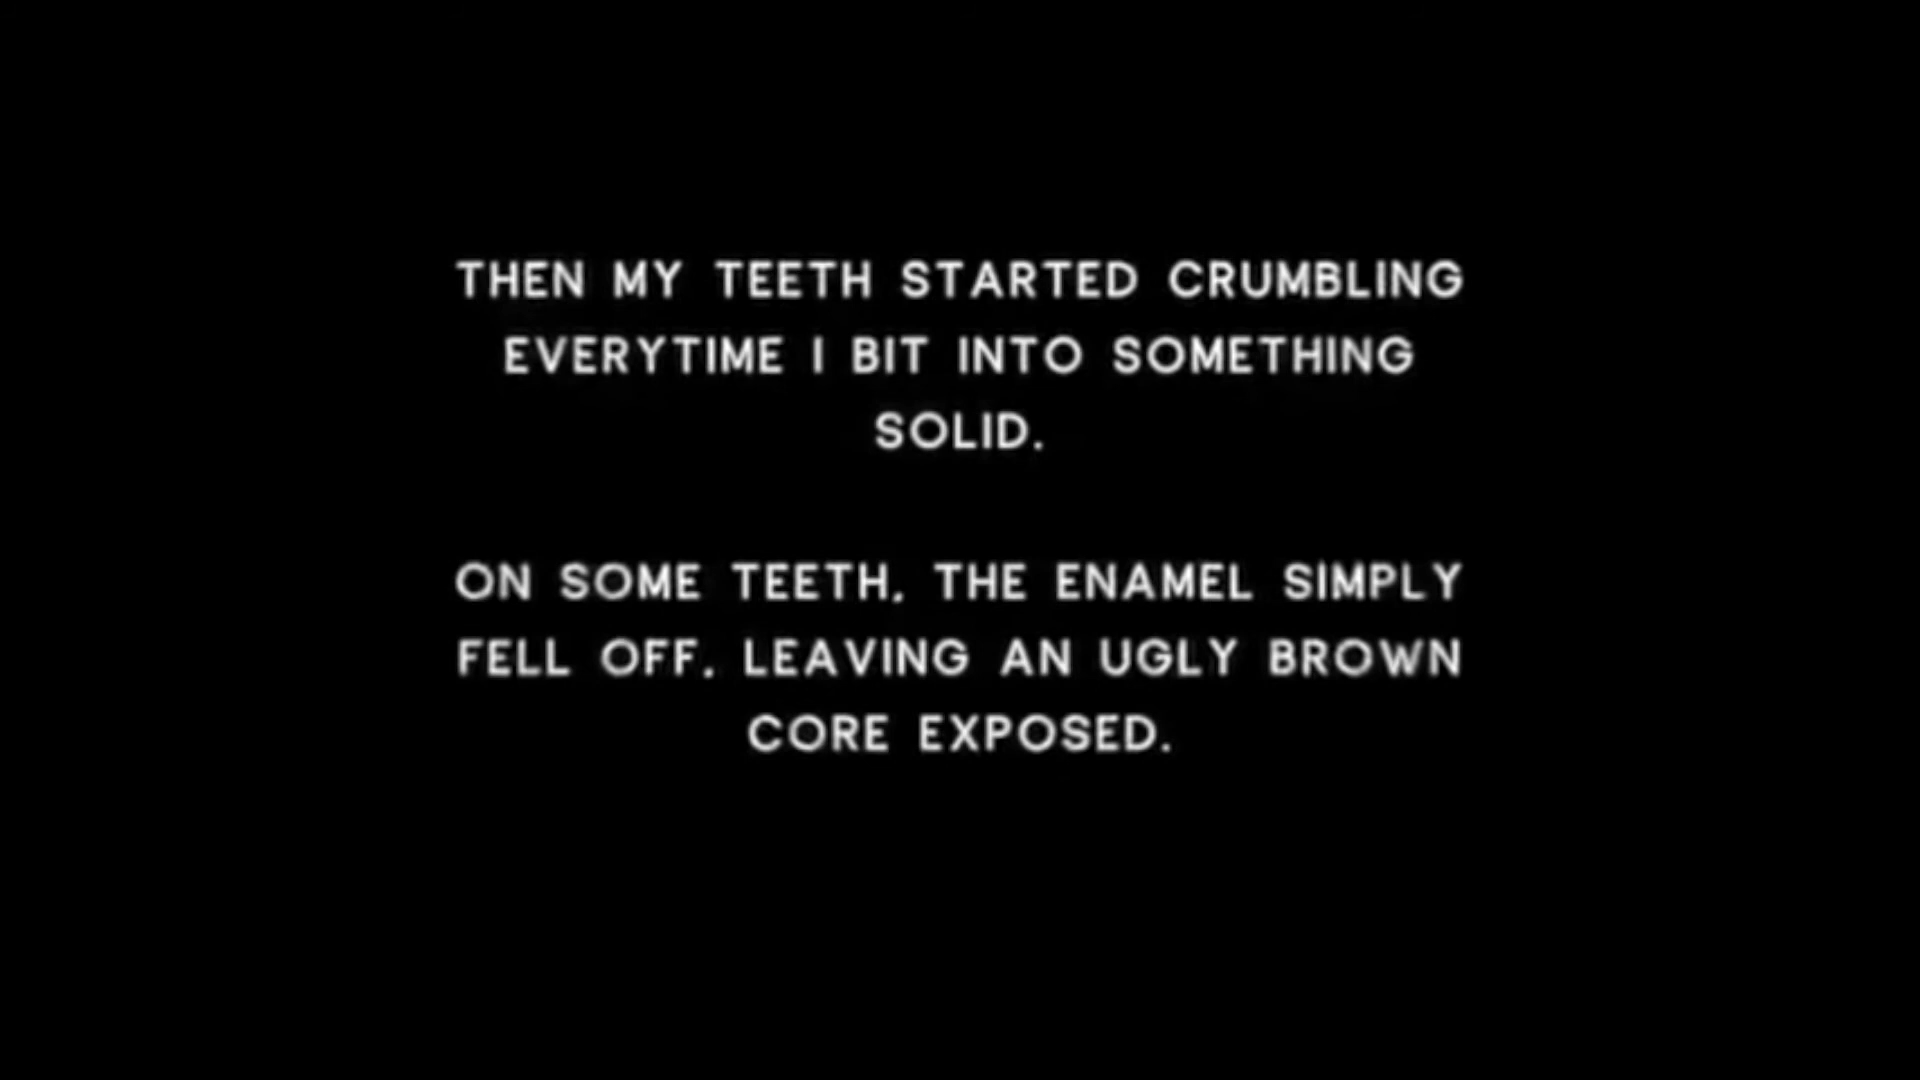 THEN MY TEETH STARTED CRUMBLING
EVERYTIME I BIT INTO SOMETHING
SOLID.
ON SOME TEETH, THE ENAMEL SIMPLY
FELL OFF, LEAVING AN UGLY BROWN
CORE EXPOSED.